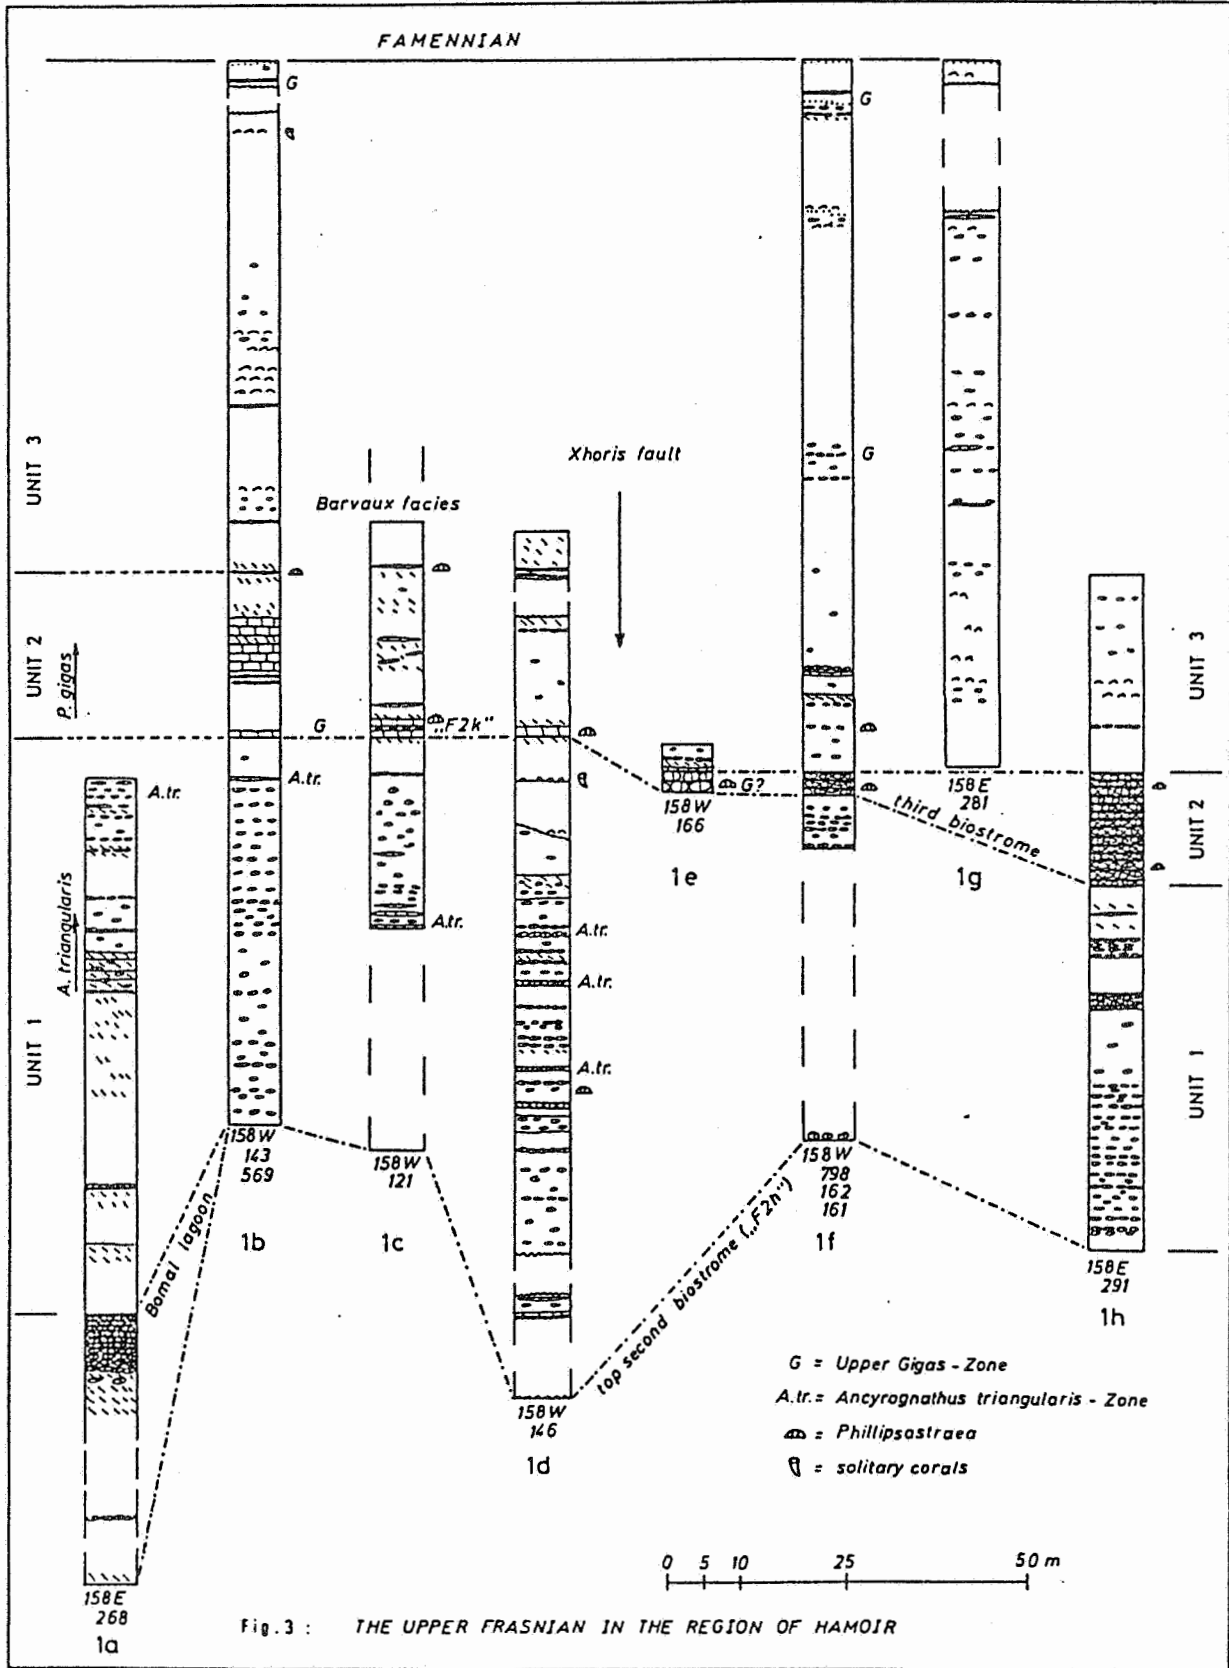 FAMENNIAN
G
G
UNIT 3
G
Xhoris fault
Barvaux facies
UNIT 3
UNIT 2
P. gigas
G
„F2k”
A.tr.
A.tr.
158W
166
G?
158E
281
third biostrome
UNIT 2
1e
1g
A. triangularis
A.tr.
A.tr.
A.tr.
A.tr.
UNIT 1
UNIT 1
158W
143
569
158W
121
158W
798
162
161
Bomal lagoon
1b
1c
1f
top second biostrome („F2h”)
158E
291
1h
158W
146
1d
G = Upper Gigas - Zone
A.tr. = Ancyrognathus triangularis - Zone
= Phillipsastraea
= solitary corals
0 5 10 25 50 m
158E
268
1a
Fig.3 : THE UPPER FRASNIAN IN THE REGION OF HAMOIR